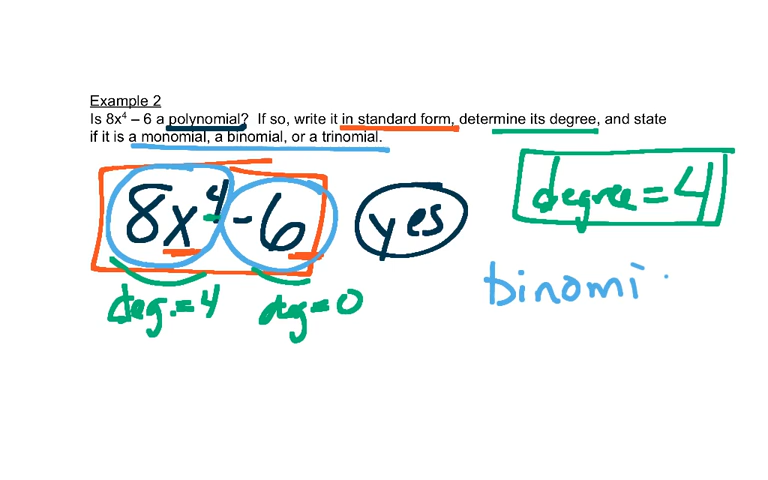 Example 2
Is 8x⁴ – 6 a polynomial? If so, write it in standard form, determine its degree, and state
if it is a monomial, a binomial, or a trinomial.
8x⁴ - 6 yes
degree = 4
deg. = 4 deg = 0
binomi